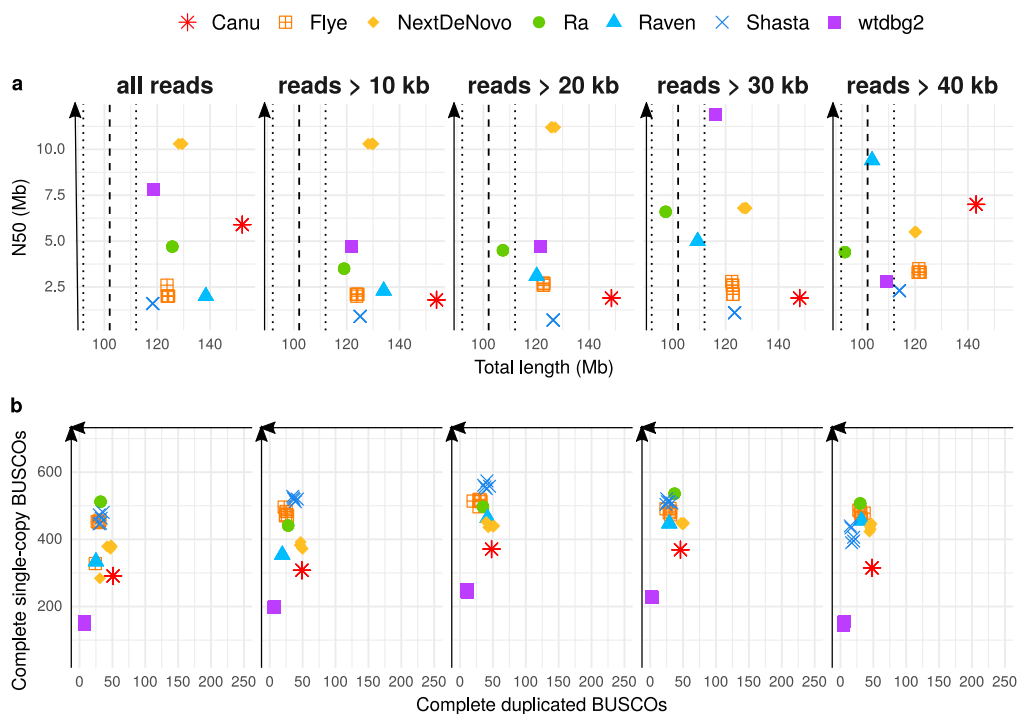 Canu Flye NextDeNovo Ra Raven Shasta wtdbg2
a
all reads reads > 10 kb reads > 20 kb reads > 30 kb reads > 40 kb
N50 (Mb)
10.0
7.5
5.0
2.5
100 120 140 100 120 140 100 120 140 100 120 140 100 120 140
Total length (Mb)
b
Complete single-copy BUSCOs
600
400
200
0 50 100 150 200 250 0 50 100 150 200 250 0 50 100 150 200 250 0 50 100 150 200 250 0 50 100 150 200 250
Complete duplicated BUSCOs